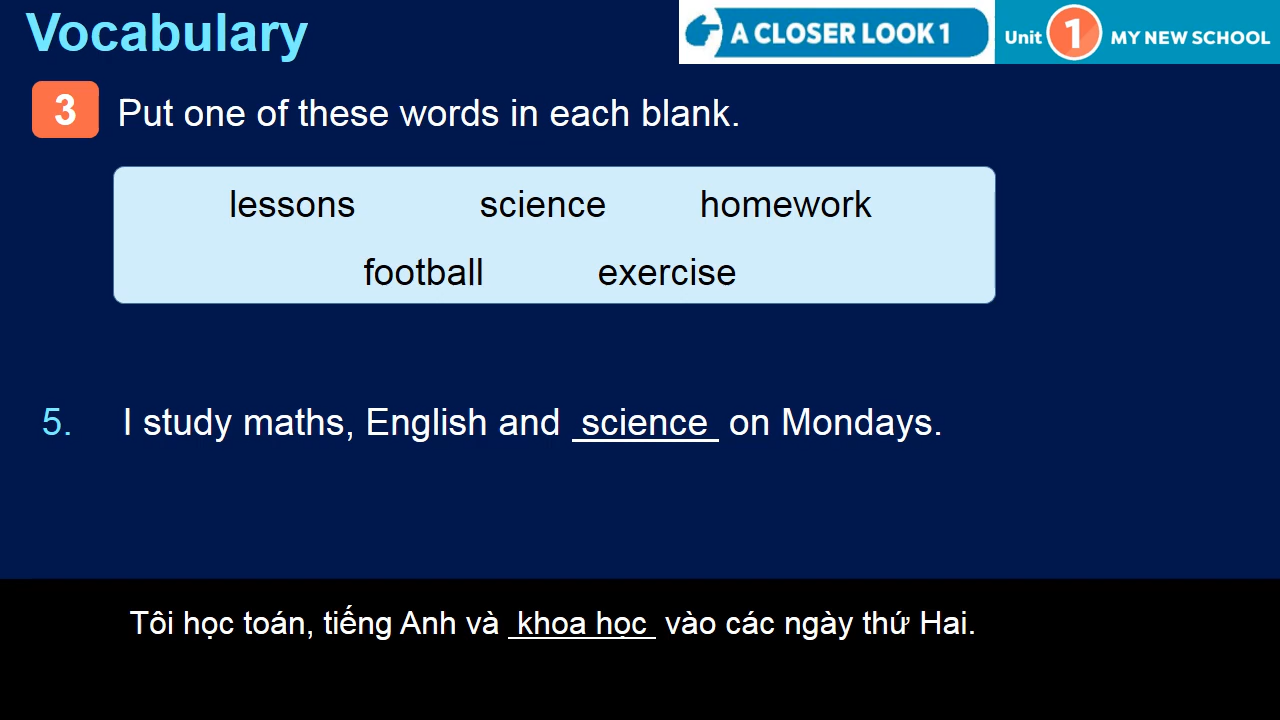 Vocabulary
A CLOSER LOOK 1
Unit 1 MY NEW SCHOOL
3 Put one of these words in each blank.
lessons science homework
football exercise
5. I study maths, English and science on Mondays.
Tôi học toán, tiếng Anh và khoa học vào các ngày thứ Hai.